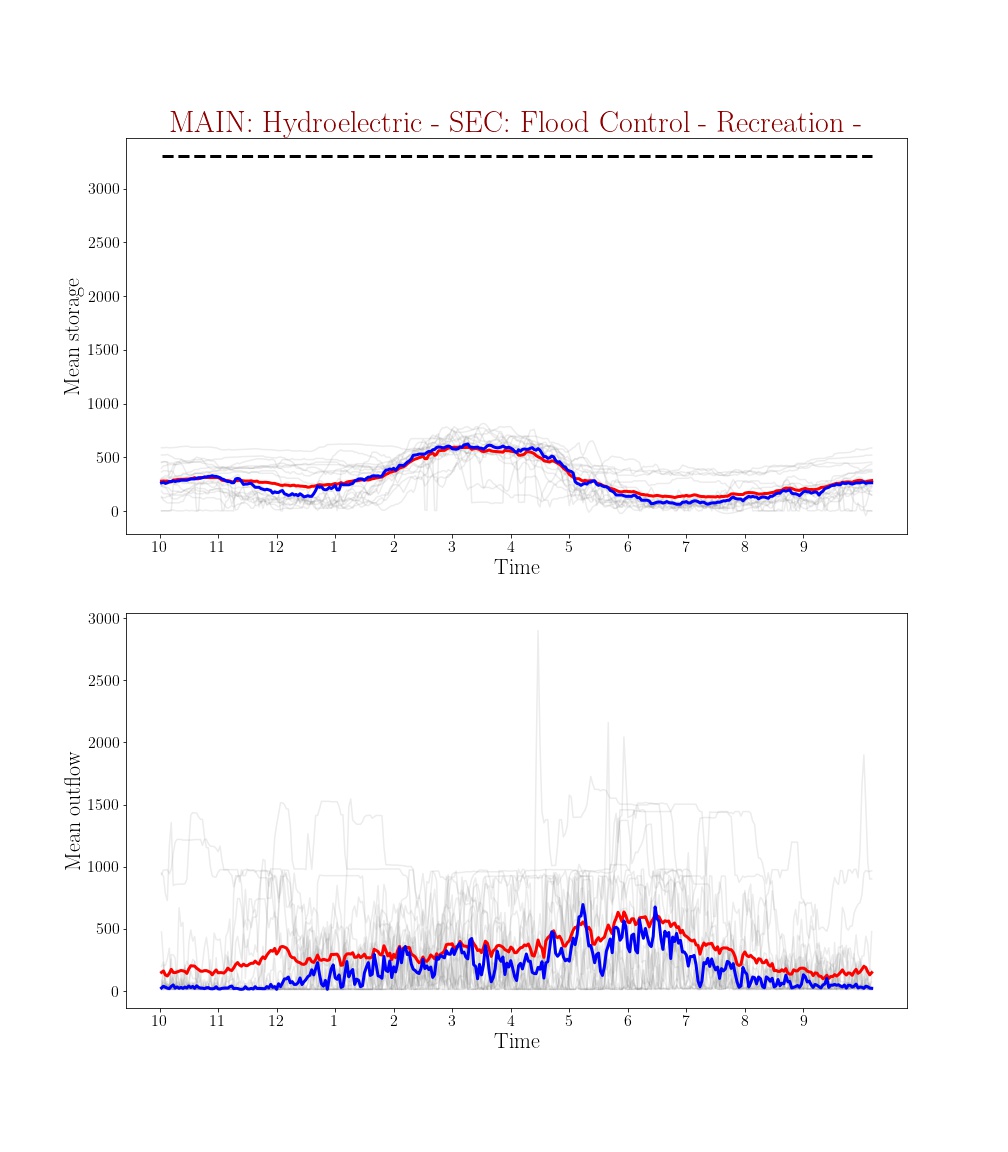 MAIN: Hydroelectric - SEC: Flood Control - Recreation -
3000
2500
2000
1500
1000
500
0
Mean storage
10 11 12 1 2 3 4 5 6 7 8 9
Time
3000
2500
2000
1500
1000
500
0
Mean outflow
10 11 12 1 2 3 4 5 6 7 8 9
Time